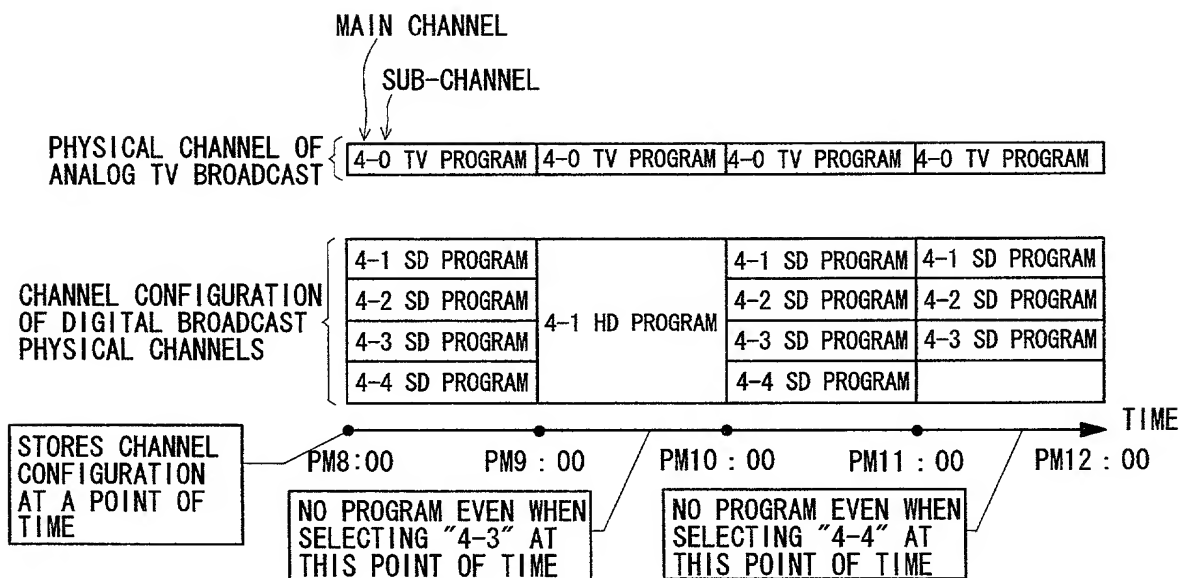 MAIN CHANNEL
SUB-CHANNEL
PHYSICAL CHANNEL OF
ANALOG TV BROADCAST
4-0 TV PROGRAM 4-0 TV PROGRAM 4-0 TV PROGRAM 4-0 TV PROGRAM
CHANNEL CONFIGURATION
OF DIGITAL BROADCAST
PHYSICAL CHANNELS
4-1 SD PROGRAM
4-2 SD PROGRAM
4-3 SD PROGRAM
4-4 SD PROGRAM
4-1 HD PROGRAM
4-1 SD PROGRAM
4-2 SD PROGRAM
4-3 SD PROGRAM
4-4 SD PROGRAM
4-1 SD PROGRAM
4-2 SD PROGRAM
4-3 SD PROGRAM
TIME
PM8:00 PM9:00 PM10:00 PM11:00 PM12:00
STORES CHANNEL
CONFIGURATION
AT A POINT OF
TIME
NO PROGRAM EVEN WHEN
SELECTING "4-3" AT
THIS POINT OF TIME
NO PROGRAM EVEN WHEN
SELECTING "4-4" AT
THIS POINT OF TIME